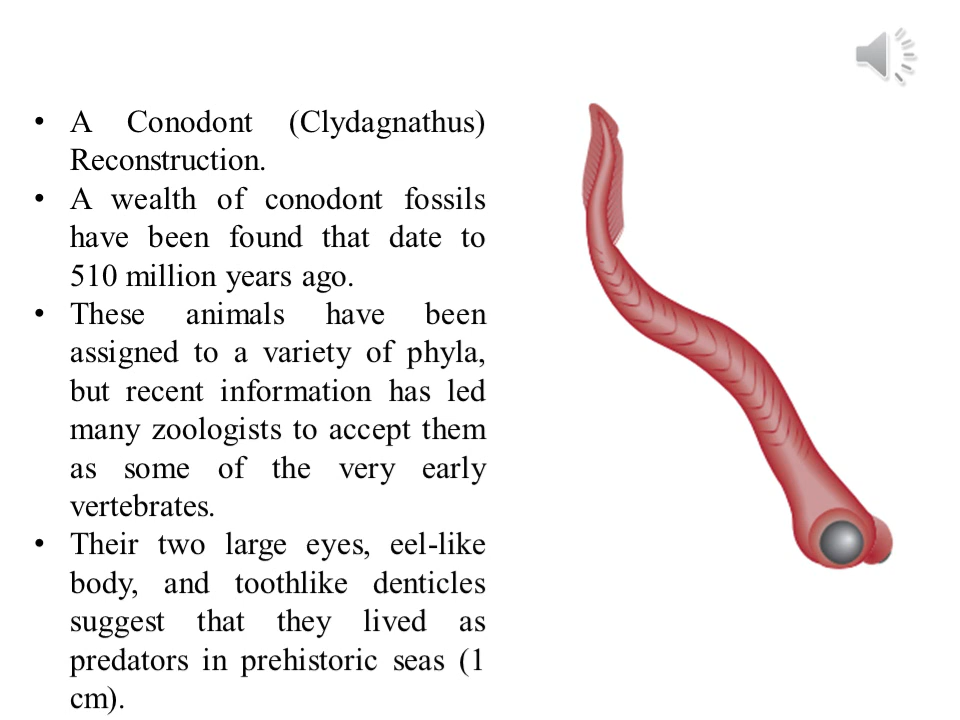 • A Conodont (Clydagnathus)
Reconstruction.
• A wealth of conodont fossils
have been found that date to
510 million years ago.
• These animals have been
assigned to a variety of phyla,
but recent information has led
many zoologists to accept them
as some of the very early
vertebrates.
• Their two large eyes, eel-like
body, and toothlike denticles
suggest that they lived as
predators in prehistoric seas (1
cm).